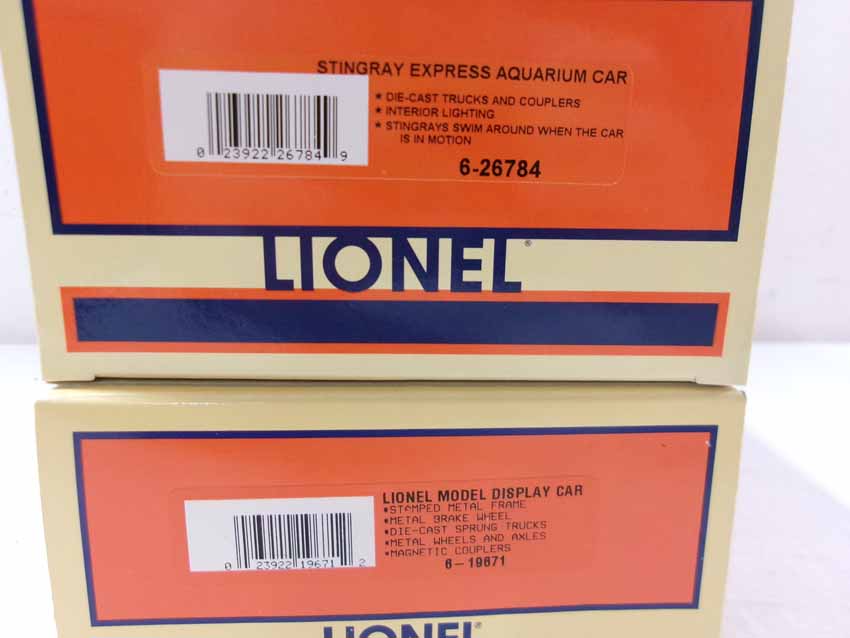 STINGRAY EXPRESS AQUARIUM CAR
* DIE-CAST TRUCKS AND COUPLERS
* INTERIOR LIGHTING
* STINGRAYS SWIM AROUND WHEN THE CAR
IS IN MOTION
0 23922 26784 9
6-26784
LIONEL®
LIONEL MODEL DISPLAY CAR
*STAMPED METAL FRAME
*METAL BRAKE WHEEL
*DIE-CAST SPRUNG TRUCKS
*METAL WHEELS AND AXLES
*MAGNETIC COUPLERS
0 23922 19671 2
6-19671
LIONEL®